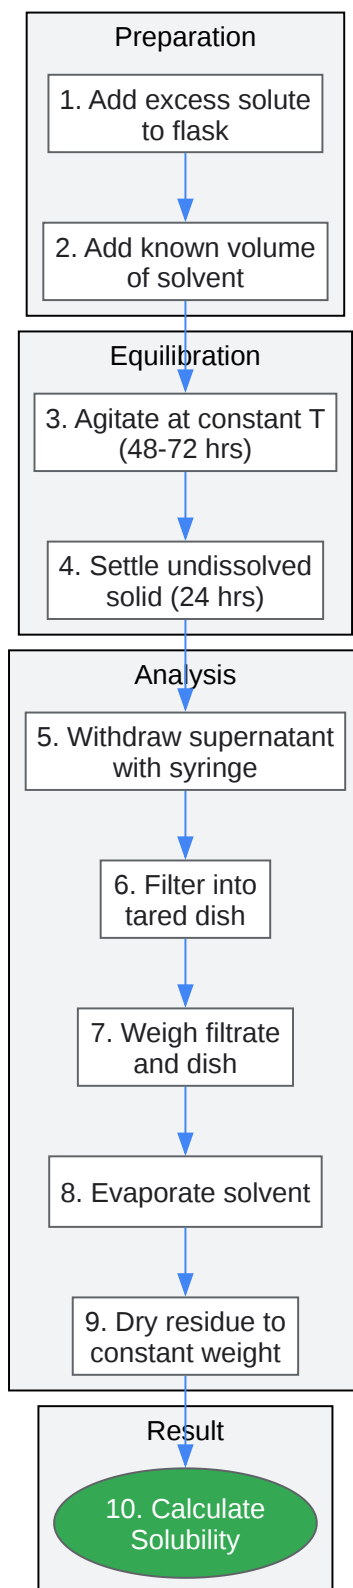 Preparation
1. Add excess solute
to flask
2. Add known volume
of solvent
Equilibration
3. Agitate at constant T
(48-72 hrs)
4. Settle undissolved
solid (24 hrs)
Analysis
5. Withdraw supernatant
with syringe
6. Filter into
tared dish
7. Weigh filtrate
and dish
8. Evaporate solvent
9. Dry residue to
constant weight
Result
10. Calculate
Solubility